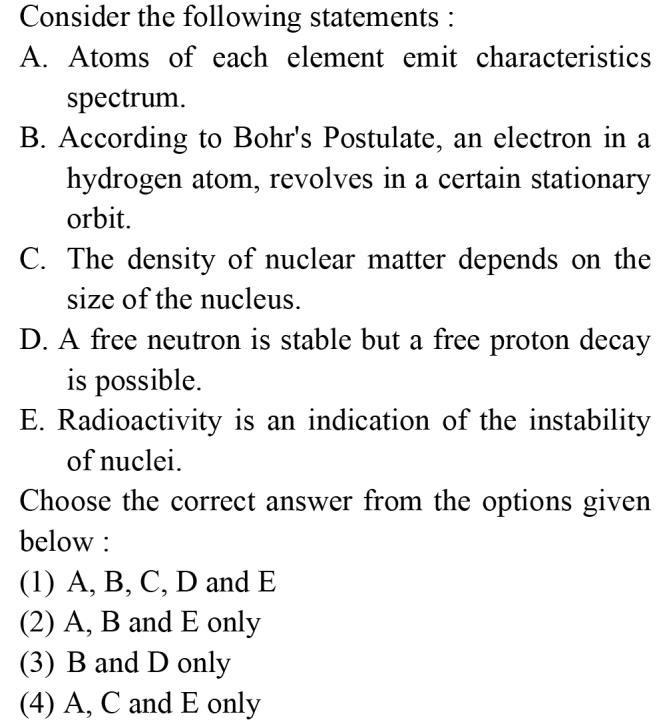 Consider the following statements :
A. Atoms of each element emit characteristics
spectrum.
B. According to Bohr's Postulate, an electron in a
hydrogen atom, revolves in a certain stationary
orbit.
C. The density of nuclear matter depends on the
size of the nucleus.
D. A free neutron is stable but a free proton decay
is possible.
E. Radioactivity is an indication of the instability
of nuclei.
Choose the correct answer from the options given
below :
(1) A, B, C, D and E
(2) A, B and E only
(3) B and D only
(4) A, C and E only